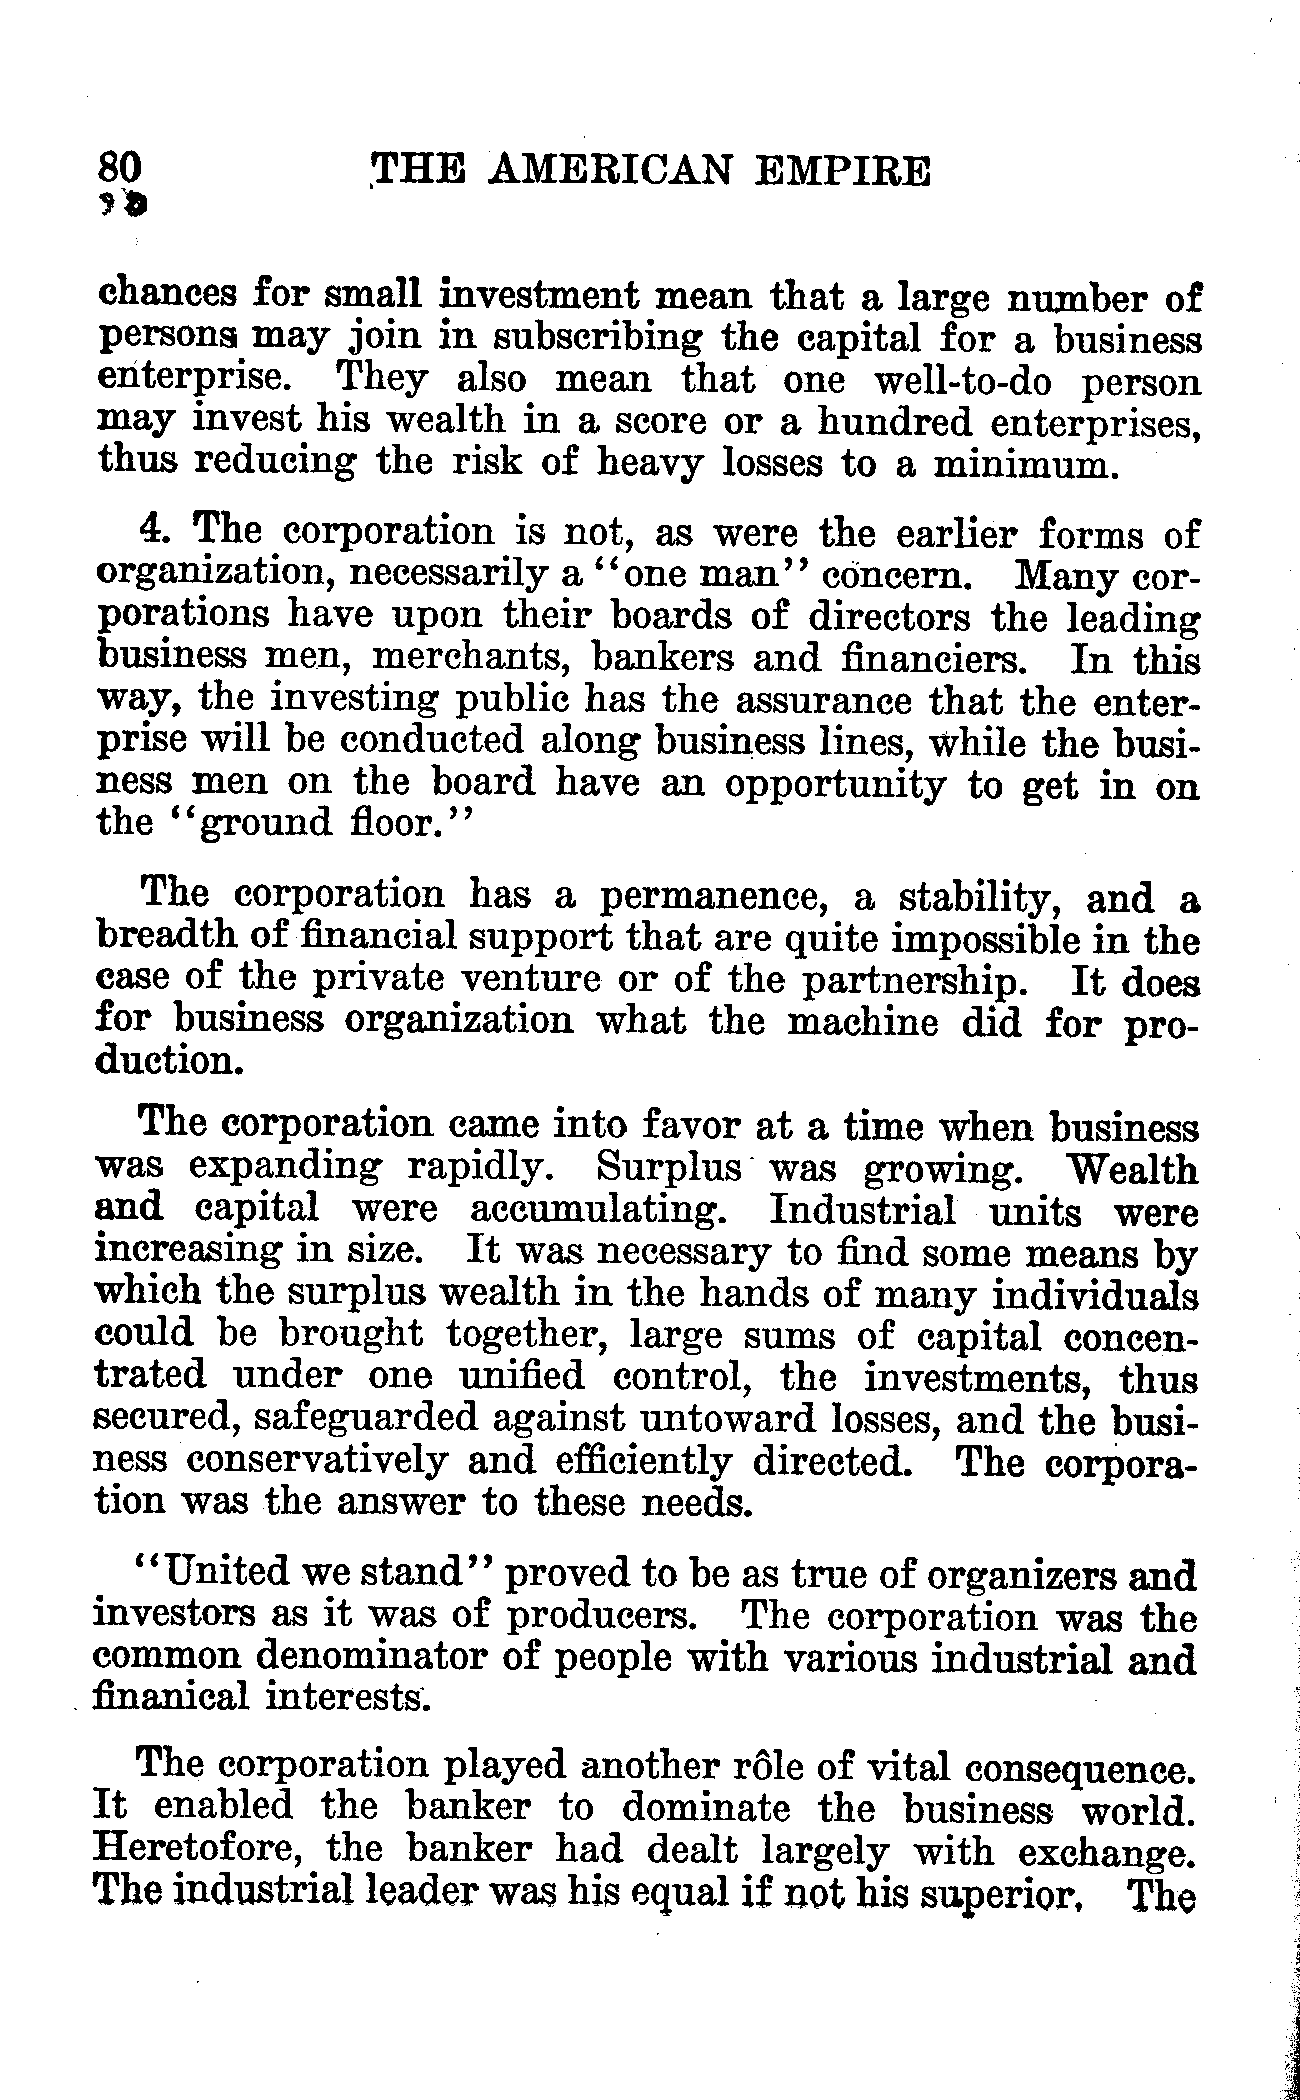 80 THE AMERICAN EMPIRE
chances for small investment mean that a large number of
persons may join in subscribing the capital for a business
enterprise. They also mean that one well-to-do person
may invest his wealth in a score or a hundred enterprises,
thus reducing the risk of heavy losses to a minimum.
4. The corporation is not, as were the earlier forms of
organization, necessarily a "one man" concern. Many cor-
porations have upon their boards of directors the leading
business men, merchants, bankers and financiers. In this
way, the investing public has the assurance that the enter-
prise will be conducted along business lines, while the busi-
ness men on the board have an opportunity to get in on
the "ground floor."
The corporation has a permanence, a stability, and a
breadth of financial support that are quite impossible in the
case of the private venture or of the partnership. It does
for business organization what the machine did for pro-
duction.
The corporation came into favor at a time when business
was expanding rapidly. Surplus was growing. Wealth
and capital were accumulating. Industrial units were
increasing in size. It was necessary to find some means by
which the surplus wealth in the hands of many individuals
could be brought together, large sums of capital concen-
trated under one unified control, the investments, thus
secured, safeguarded against untoward losses, and the busi-
ness conservatively and efficiently directed. The corpora-
tion was the answer to these needs.
"United we stand" proved to be as true of organizers and
investors as it was of producers. The corporation was the
common denominator of people with various industrial and
finanical interests.
The corporation played another rôle of vital consequence.
It enabled the banker to dominate the business world.
Heretofore, the banker had dealt largely with exchange.
The industrial leader was his equal if not his superior. The